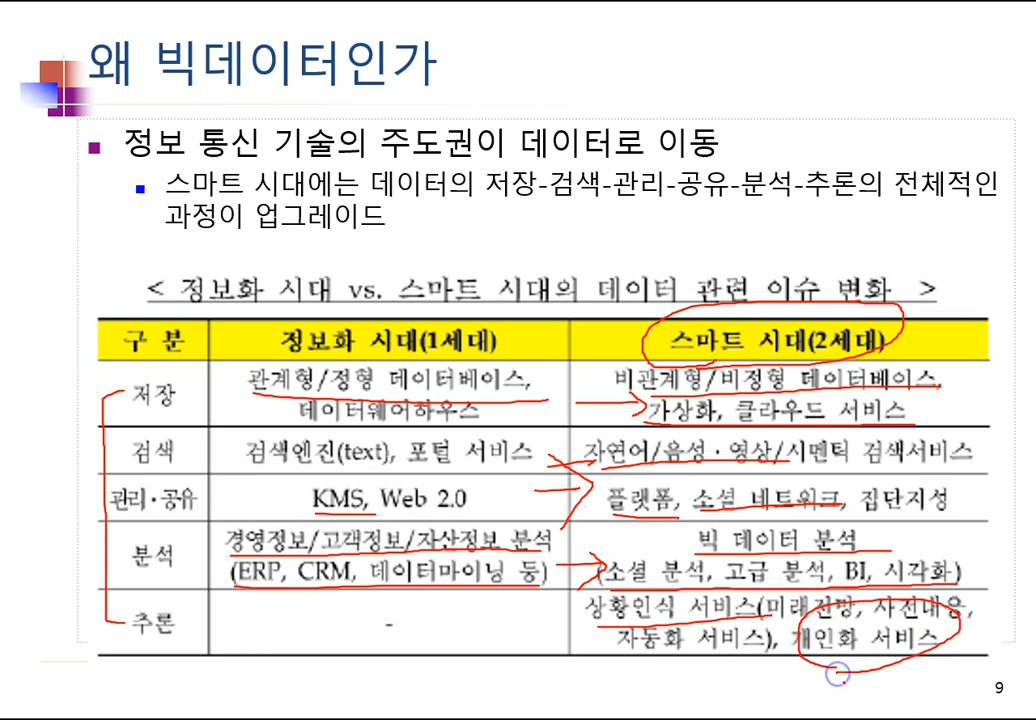 왜 빅데이터인가
정보 통신 기술의 주도권이 데이터로 이동
스마트 시대에는 데이터의 저장-검색-관리-공유-분석-추론의 전체적인
과정이 업그레이드
< 정보화 시대 vs. 스마트 시대의 데이터 관련 이슈 변화 >
구 분 정보화 시대(1세대) 스마트 시대(2세대)
저장 관계형/정형 데이터베이스, 데이터웨어하우스 비관계형/비정형 데이터베이스, 가상화, 클라우드 서비스
검색 검색엔진(text), 포털 서비스 자연어/음성·영상/시멘틱 검색서비스
관리·공유 KMS, Web 2.0 플랫폼, 소셜 네트워크, 집단지성
분석 경영정보/고객정보/자산정보 분석 (ERP, CRM, 데이터마이닝 등) 빅 데이터 분석 (소셜 분석, 고급 분석, BI, 시각화)
추론 - 상황인식 서비스(미래전망, 사전대응, 자동화 서비스), 개인화 서비스
9